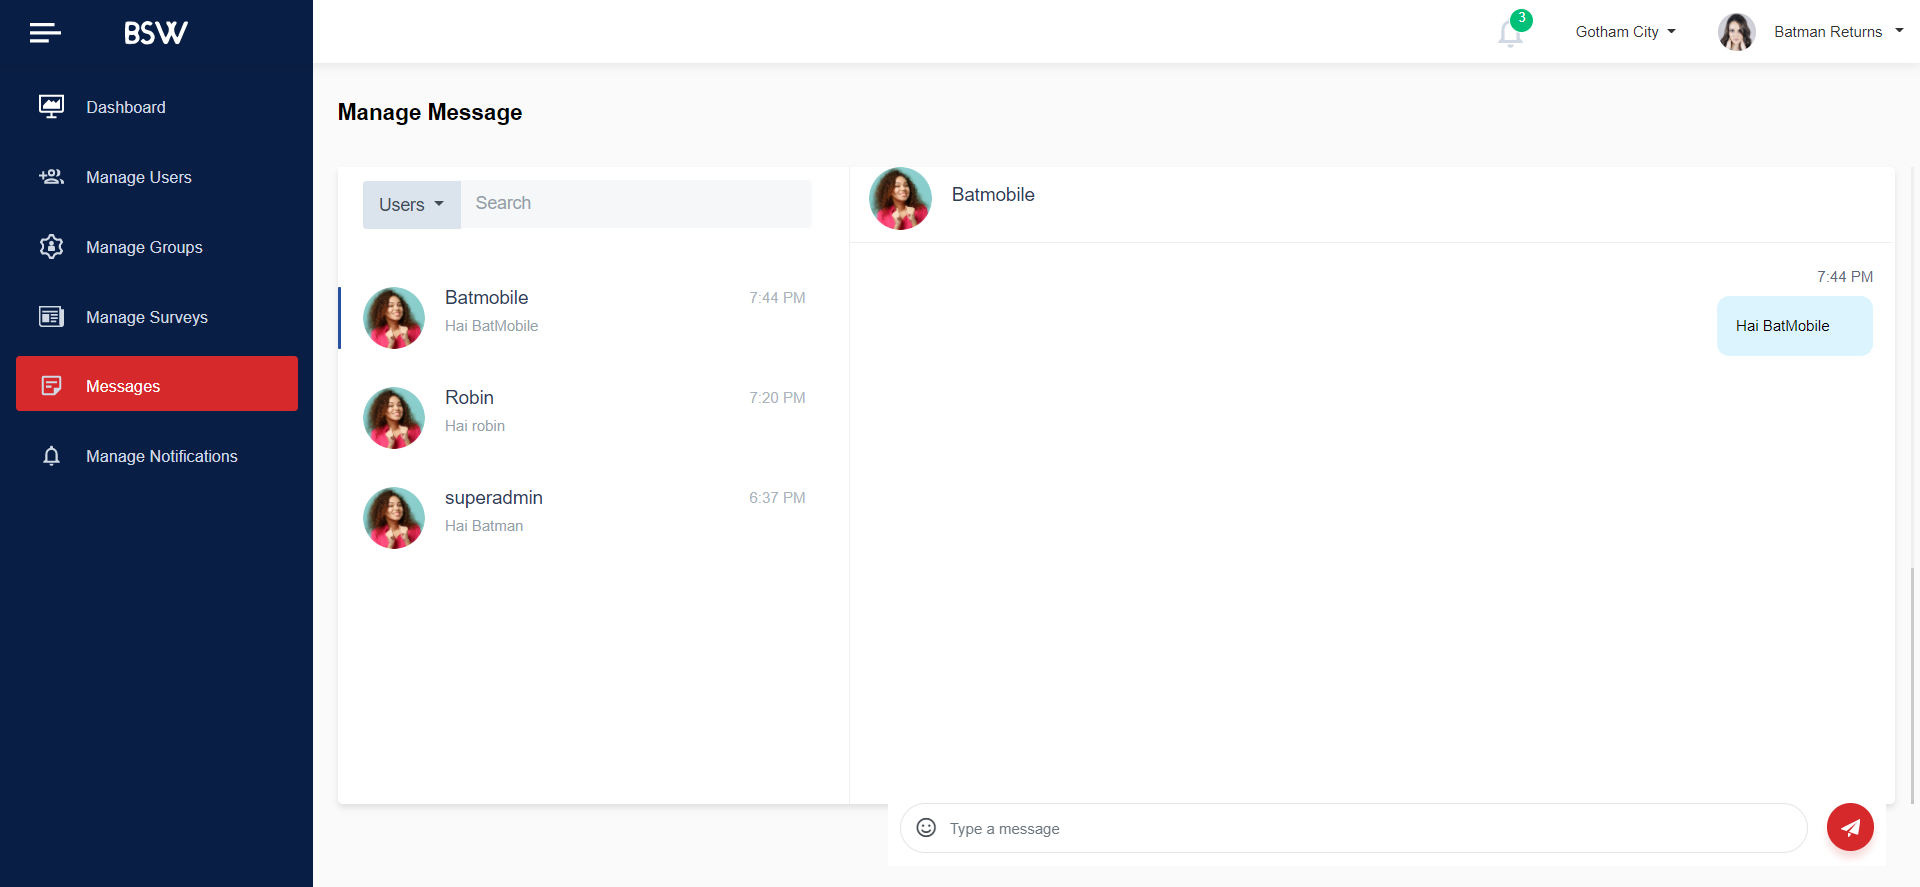 BSW
3
Gotham City
Batman Returns
Dashboard
Manage Users
Manage Groups
Manage Surveys
Messages
Manage Notifications
Manage Message
Users
Search
Batmobile
7:44 PM
Hai BatMobile
Robin
7:20 PM
Hai robin
superadmin
6:37 PM
Hai Batman
Batmobile
7:44 PM
Hai BatMobile
Type a message